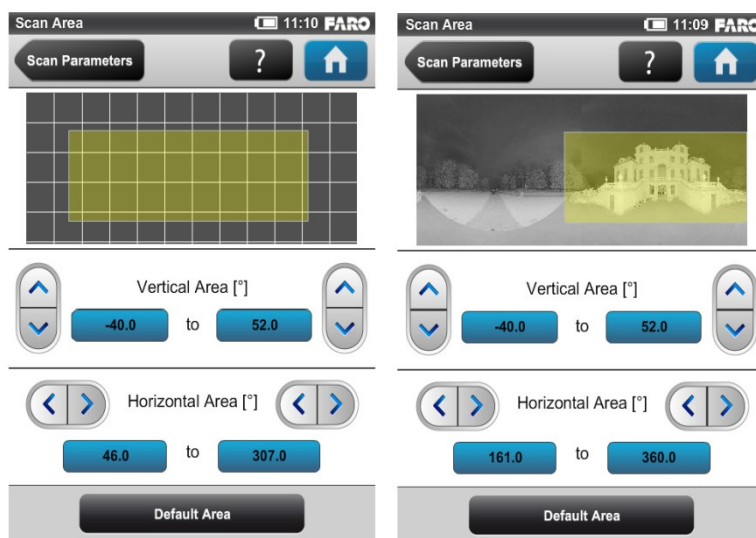 Scan Area 11:10 FARO
Scan Parameters ?
Vertical Area [°]
-40.0 to 52.0
Horizontal Area [°]
46.0 to 307.0
Default Area
Scan Area 11:09 FARO
Scan Parameters ?
Vertical Area [°]
-40.0 to 52.0
Horizontal Area [°]
161.0 to 360.0
Default Area